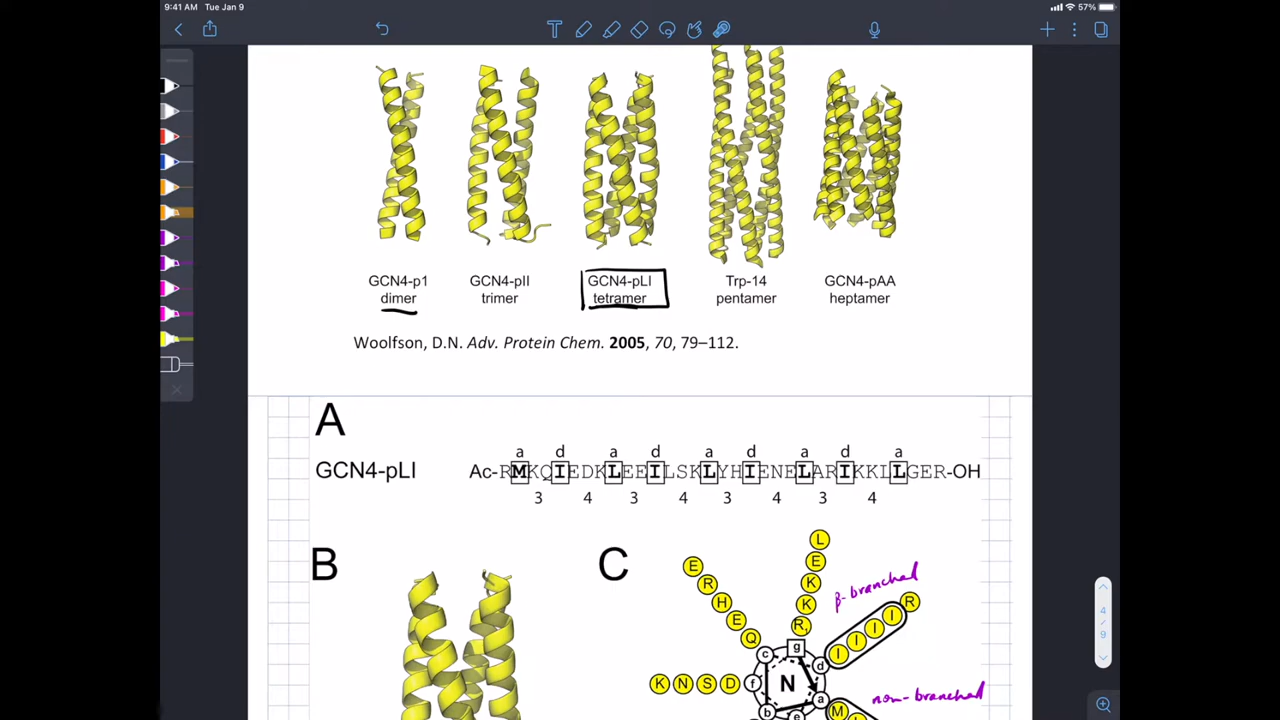 9:41 AM Tue Jan 9
57%
GCN4-p1
dimer
GCN4-pII
trimer
GCN4-pLI
tetramer
Trp-14
pentamer
GCN4-pAA
heptamer
Woolfson, D.N. Adv. Protein Chem. 2005, 70, 79–112.
A
a d a d a d a d a
GCN4-pLI Ac-RMKQIEDKLEEILSKLYHIENELARIKKLLGER-OH
3 4 3 4 3 4 3 4
B
C
L
E
K
K
R,
E
R
H
E
Q
β-branched
R
I
I
I
I
c
g
d
K N S D f
N
a
b
e
non-branched
M
4
9